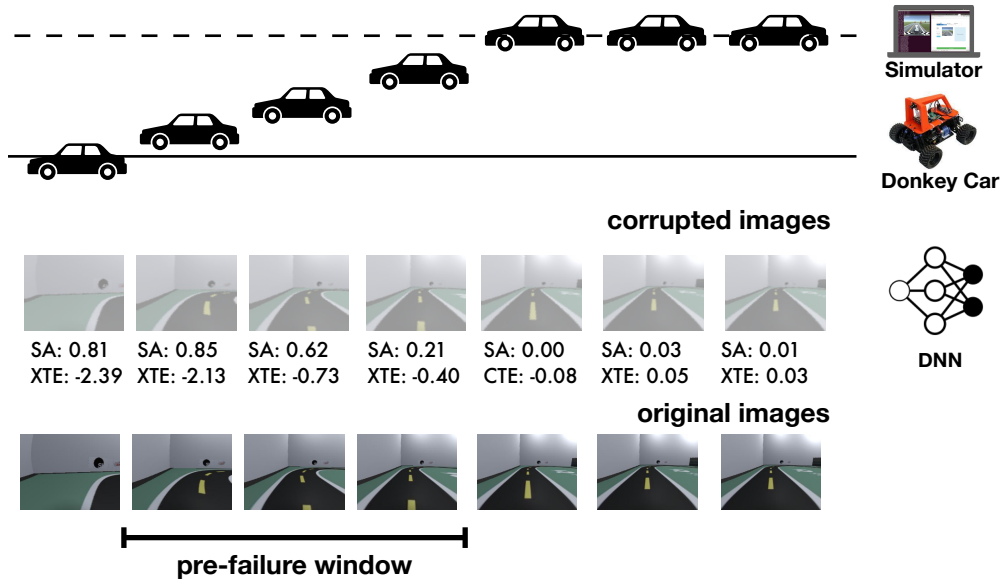 Simulator
Donkey Car
corrupted images
SA: 0.81 SA: 0.85 SA: 0.62 SA: 0.21 SA: 0.00 SA: 0.03 SA: 0.01
XTE: -2.39 XTE: -2.13 XTE: -0.73 XTE: -0.40 CTE: -0.08 XTE: 0.05 XTE: 0.03
DNN
original images
pre-failure window